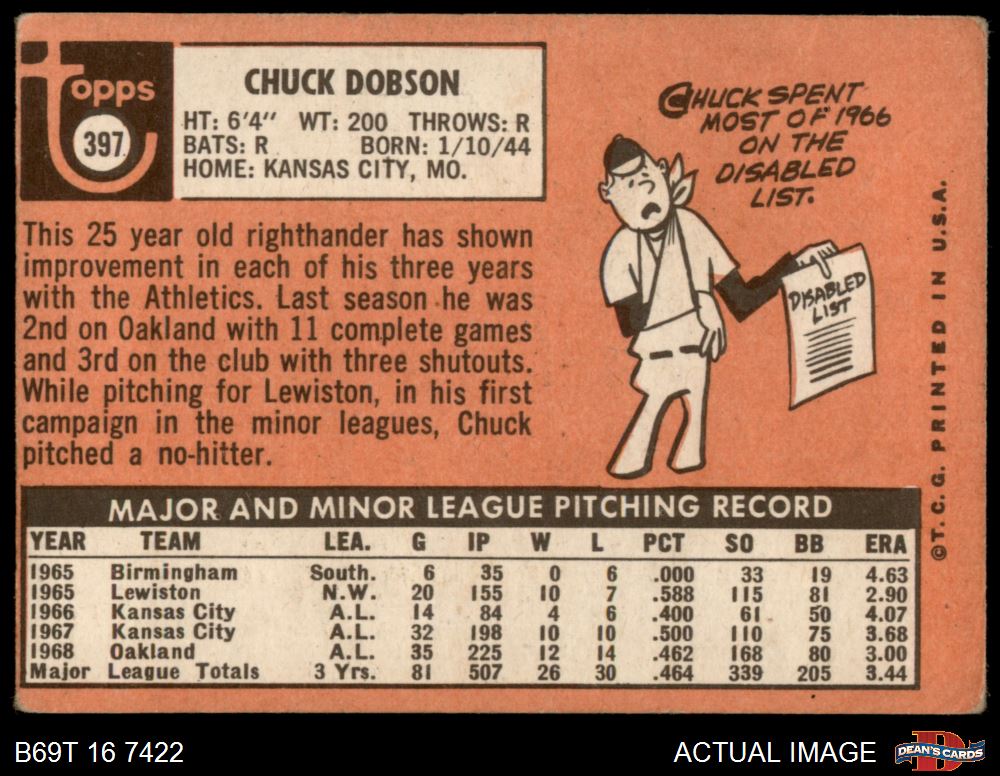 topps
397
CHUCK DOBSON
HT: 6'4" WT: 200 THROWS: R
BATS: R BORN: 1/10/44
HOME: KANSAS CITY, MO.
This 25 year old righthander has shown
improvement in each of his three years
with the Athletics. Last season he was
2nd on Oakland with 11 complete games
and 3rd on the club with three shutouts.
While pitching for Lewiston, in his first
campaign in the minor leagues, Chuck
pitched a no-hitter.
CHUCK SPENT
MOST OF 1966
ON THE
DISABLED
LIST.
DISABLED
LIST
©T.C.G. PRINTED IN U.S.A.
MAJOR AND MINOR LEAGUE PITCHING RECORD
YEAR TEAM LEA. G IP W L PCT SO BB ERA
1965 Birmingham South. 6 35 0 6 .000 33 19 4.63
1965 Lewiston N.W. 20 155 10 7 .588 115 81 2.90
1966 Kansas City A.L. 14 84 4 6 .400 61 50 4.07
1967 Kansas City A.L. 32 198 10 10 .500 110 75 3.68
1968 Oakland A.L. 35 225 12 14 .462 168 80 3.00
Major League Totals 3 Yrs. 81 507 26 30 .464 339 205 3.44
B69T 16 7422
ACTUAL IMAGE
D
DEAN'S CARDS